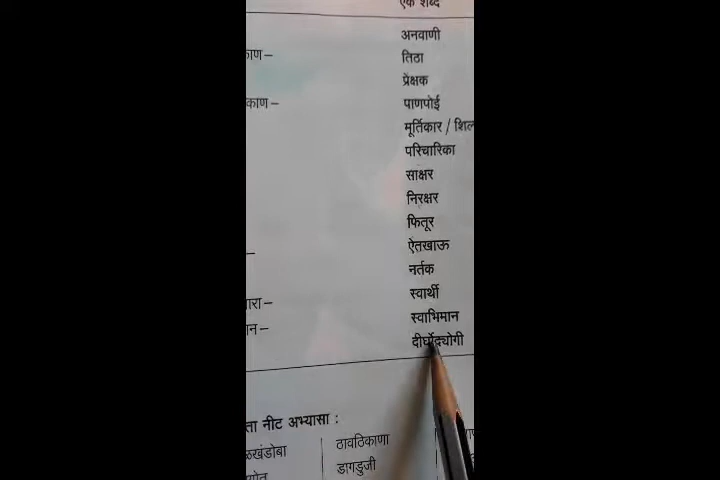 एक शब्द
अनवाणी
तिठा
प्रेक्षक
पाणपोई
मूर्तिकार /
परिचारिका
साक्षर
निरक्षर
फितूर
ऐतखाऊ
नर्तक
स्वार्थी
स्वाभिमान
दीर्घोद्योगी
नीट अभ्यासा :
ठावठिकाणा
डागडुजी